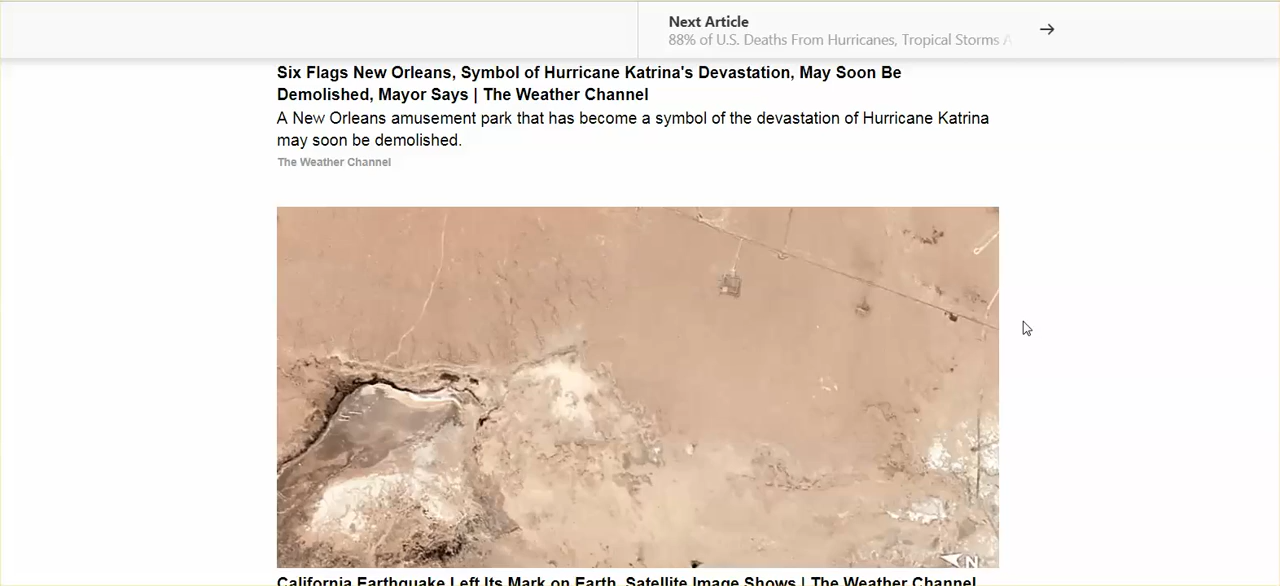 Next Article
88% of U.S. Deaths From Hurricanes, Tropical Storms
Six Flags New Orleans, Symbol of Hurricane Katrina's Devastation, May Soon Be
Demolished, Mayor Says | The Weather Channel
A New Orleans amusement park that has become a symbol of the devastation of Hurricane Katrina
may soon be demolished.
The Weather Channel
N
California Earthquake Left Its Mark on Earth, Satellite Image Shows | The Weather Channel